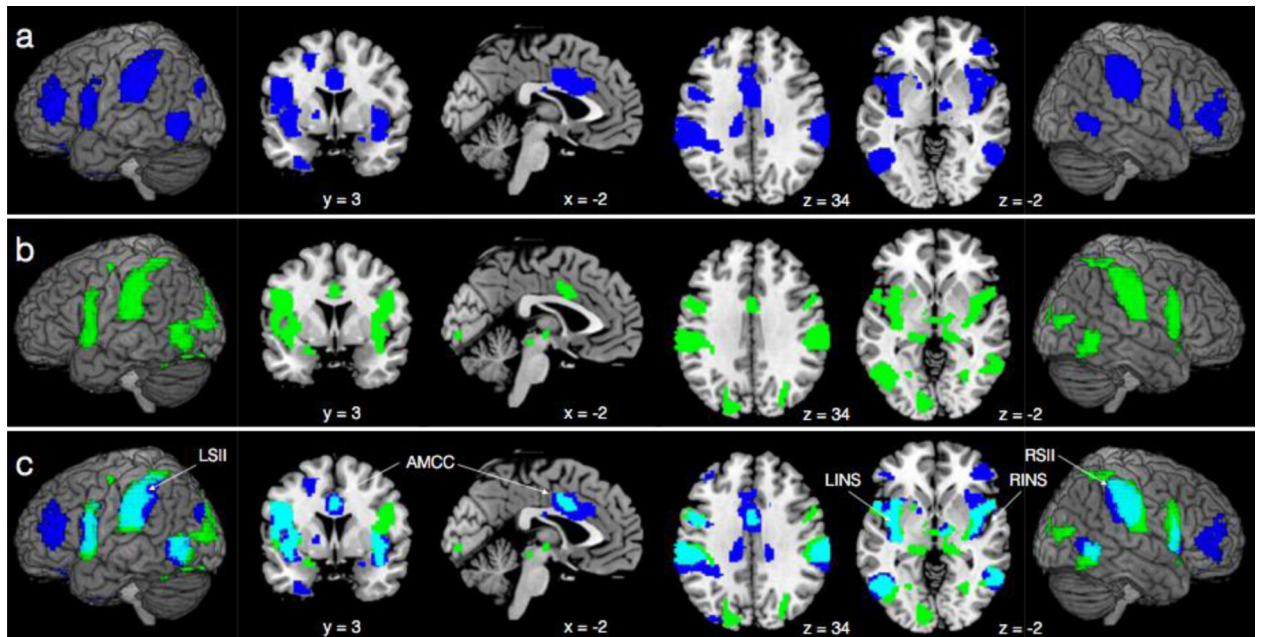 a
y = 3
x = -2
z = 34
z = -2
b
y = 3
x = -2
z = 34
z = -2
c
LSII
AMCC
LINS
RINS
RSII
y = 3
x = -2
z = 34
z = -2